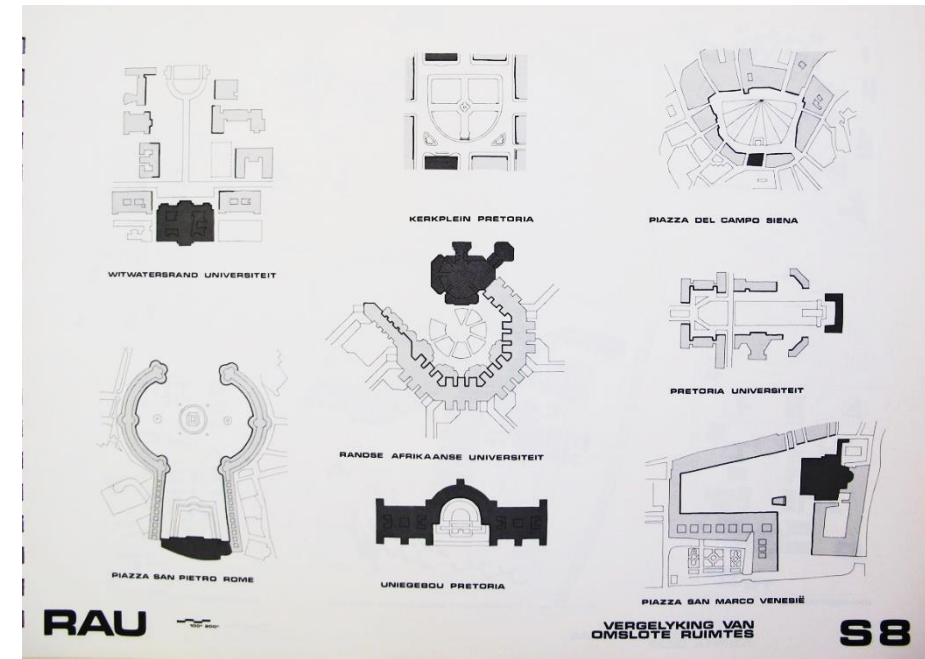 KERKPLEIN PRETORIA
PIAZZA DEL CAMPO SIENA
WITWATERSRAND UNIVERSITEIT
PRETORIA UNIVERSITEIT
RANDSE AFRIKAANSE UNIVERSITEIT
PIAZZA SAN PIETRO ROME
UNIEGEBOU PRETORIA
PIAZZA SAN MARCO VENESIË
RAU
VERGELYKING VAN
OMSLOTE RUIMTES
S8